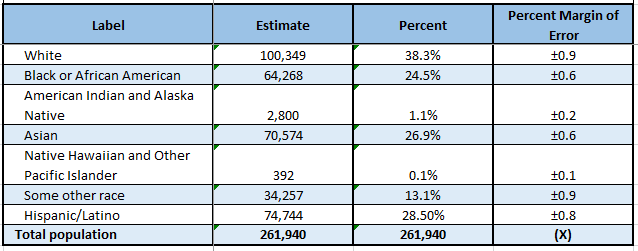 Label Estimate Percent Percent Margin of
Error
White 100,349 38.3% ±0.9
Black or African American 64,268 24.5% ±0.6
American Indian and Alaska
Native 2,800 1.1% ±0.2
Asian 70,574 26.9% ±0.6
Native Hawaiian and Other
Pacific Islander 392 0.1% ±0.1
Some other race 34,257 13.1% ±0.9
Hispanic/Latino 74,744 28.50% ±0.8
Total population 261,940 261,940 (X)